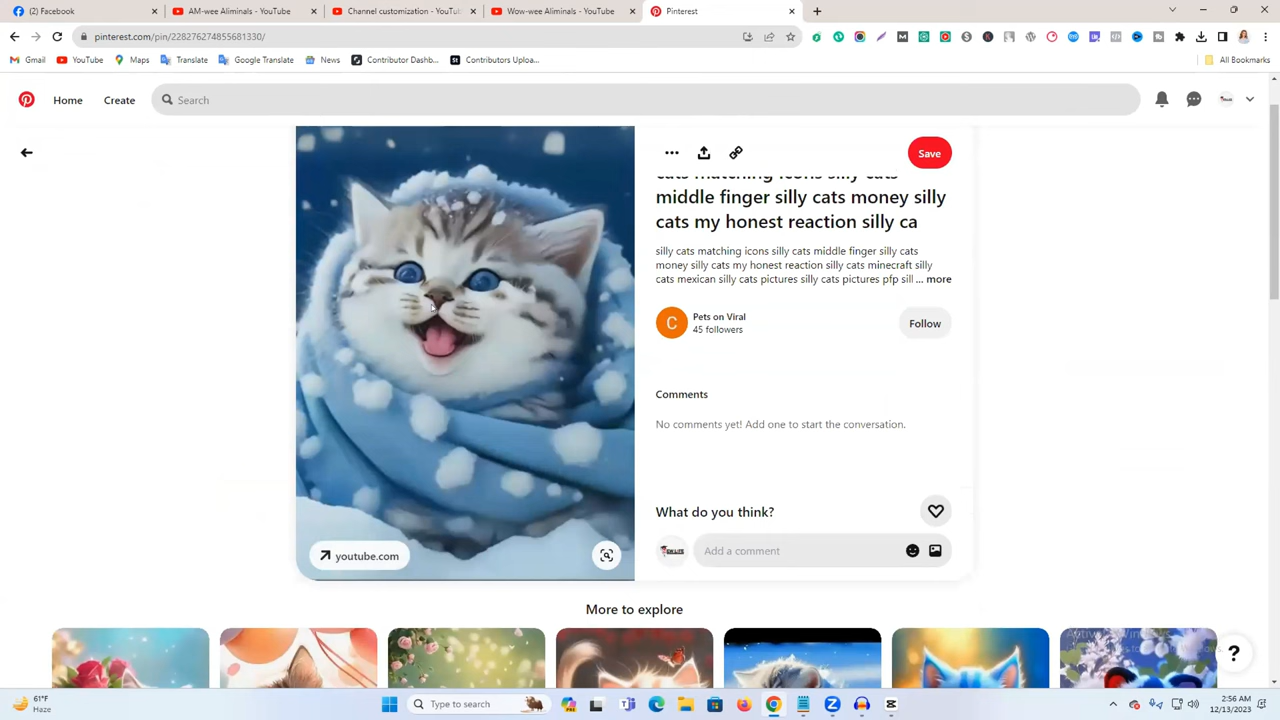 (2) Facebook
AM-wee Aliminals - YouTube
Channel customization - YouTu
Wow-wee Aliminals - YouTube
Pinterest
pinterest.com/pin/228276274855681330/
Gmail
YouTube
Maps
Translate
Google Translate
News
Contributor Dashb...
Contributors Uploa...
All Bookmarks
Home
Create
Search
Save
cats matching icons silly cats
middle finger silly cats money silly
cats my honest reaction silly ca
silly cats matching icons silly cats middle finger silly cats
money silly cats my honest reaction silly cats minecraft silly
cats mexican silly cats pictures silly cats pictures pfp sill ... more
C
Pets on Viral
45 followers
Follow
Comments
No comments yet! Add one to start the conversation.
What do you think?
Add a comment
youtube.com
More to explore
?
61°F
Haze
Type to search
2:56 AM
12/13/2023